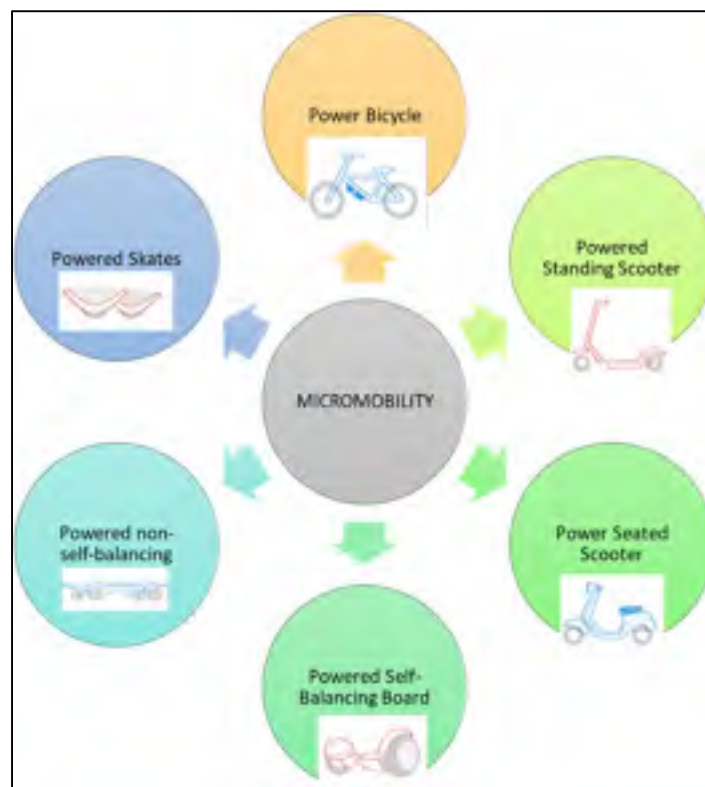 Power Bicycle
Powered
Standing Scooter
Power Seated
Scooter
Powered Self-
Balancing Board
Powered non-
self-balancing
Powered Skates
MICROMOBILITY